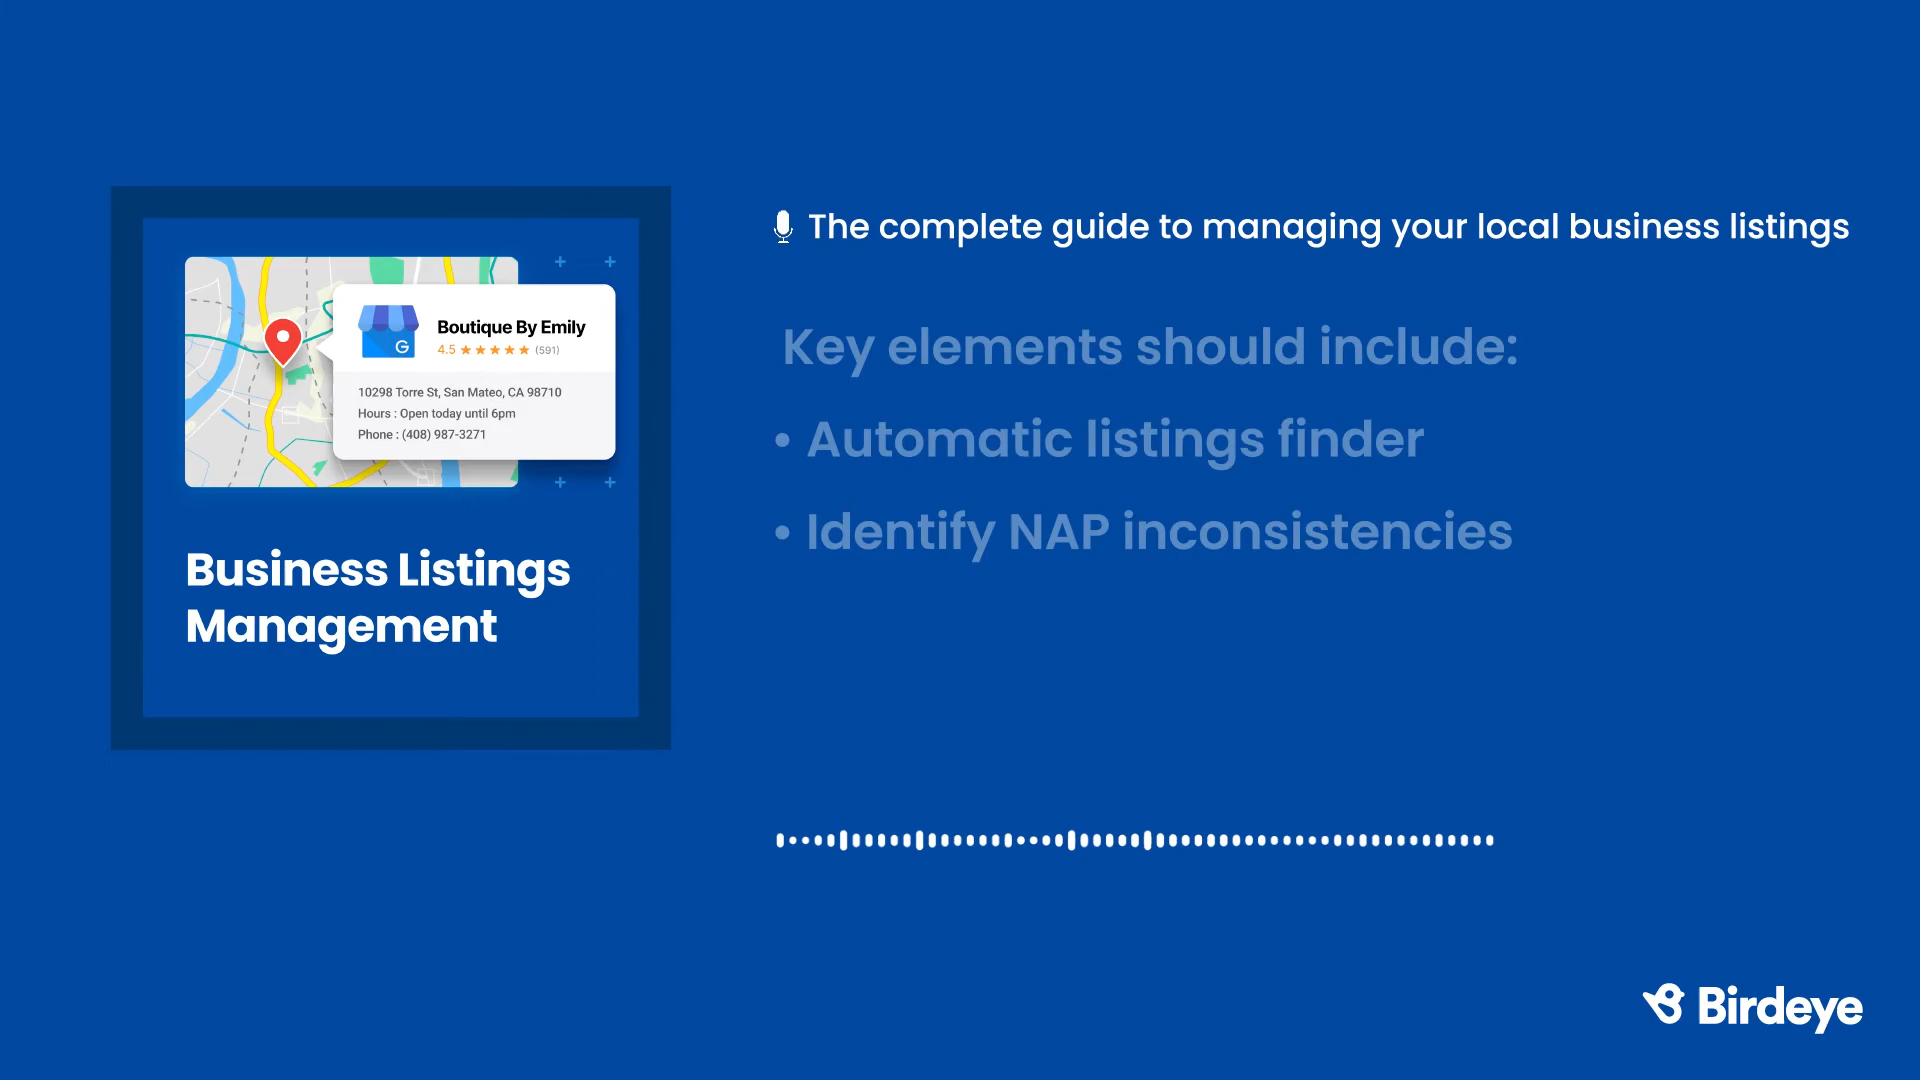 The complete guide to managing your local business listings
Boutique By Emily
4.5 ★★★★★ (591)
G
10298 Torre St, San Mateo, CA 98710
Hours : Open today until 6pm
Phone : (408) 987-3271
Business Listings
Management
Key elements should include:
• Automatic listings finder
• Identify NAP inconsistencies
Birdeye